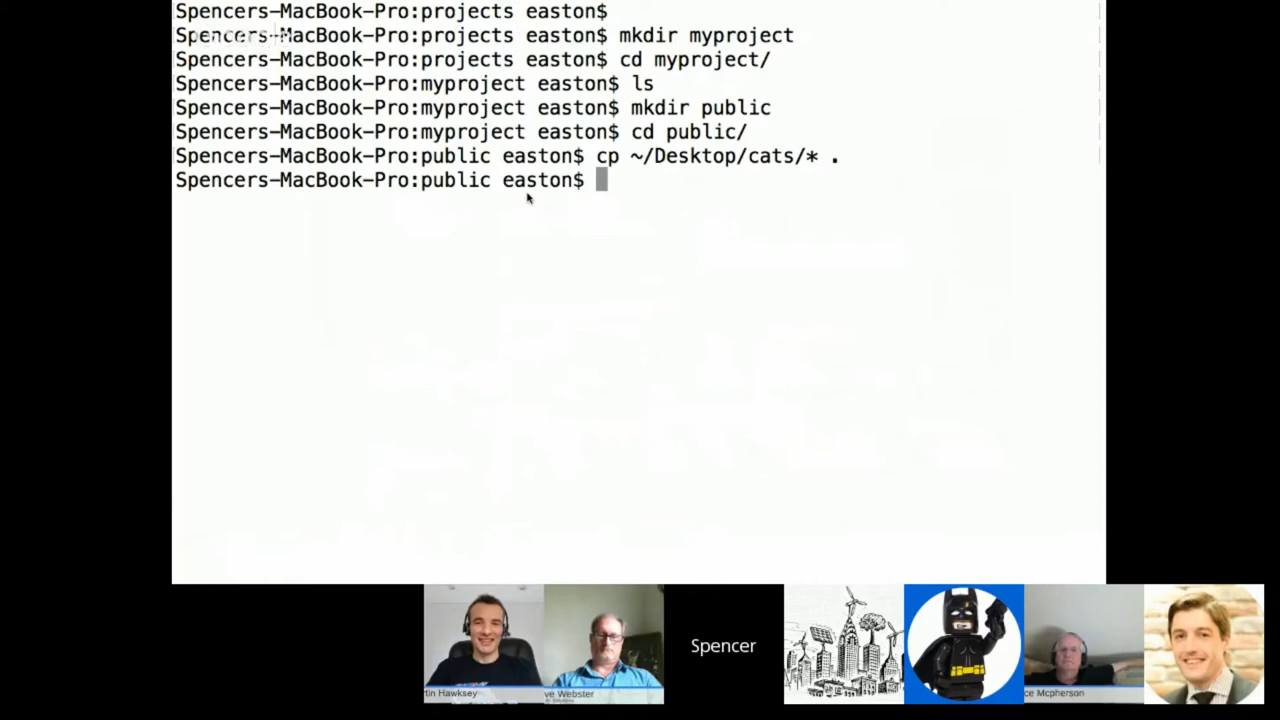 Spencers-MacBook-Pro:projects easton$
Spencers-MacBook-Pro:projects easton$ mkdir myproject
Spencers-MacBook-Pro:projects easton$ cd myproject/
Spencers-MacBook-Pro:myproject easton$ ls
Spencers-MacBook-Pro:myproject easton$ mkdir public
Spencers-MacBook-Pro:myproject easton$ cd public/
Spencers-MacBook-Pro:public easton$ cp ~/Desktop/cats/* .
Spencers-MacBook-Pro:public easton$
Spencer
tin Hawksey
ve Webster
ce Mcpherson